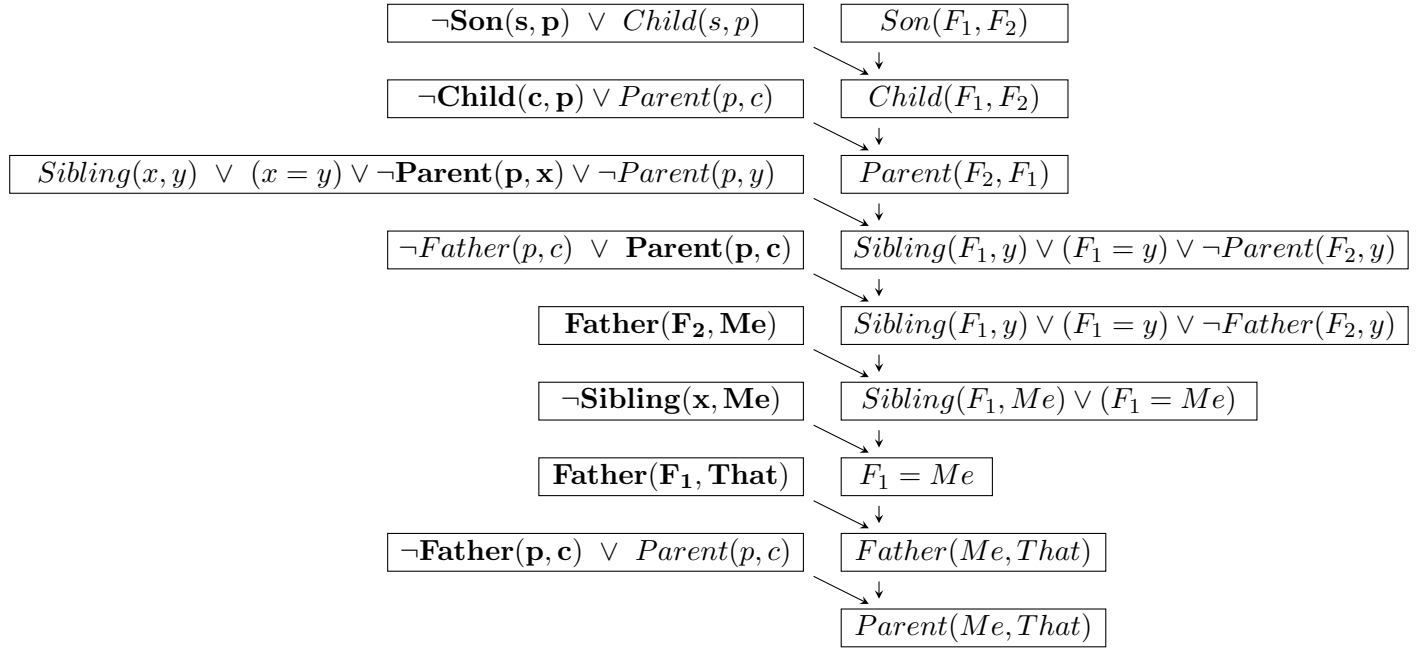 ¬Son(s, p) ∨ Child(s, p) Son(F₁, F₂)
¬Child(c, p) ∨ Parent(p, c) Child(F₁, F₂)
Sibling(x, y) ∨ (x = y) ∨ ¬Parent(p, x) ∨ ¬Parent(p, y) Parent(F₂, F₁)
¬Father(p, c) ∨ Parent(p, c) Sibling(F₁, y) ∨ (F₁ = y) ∨ ¬Parent(F₂, y)
Father(F₂, Me) Sibling(F₁, y) ∨ (F₁ = y) ∨ ¬Father(F₂, y)
¬Sibling(x, Me) Sibling(F₁, Me) ∨ (F₁ = Me)
Father(F₁, That) F₁ = Me
¬Father(p, c) ∨ Parent(p, c) Father(Me, That)
Parent(Me, That)